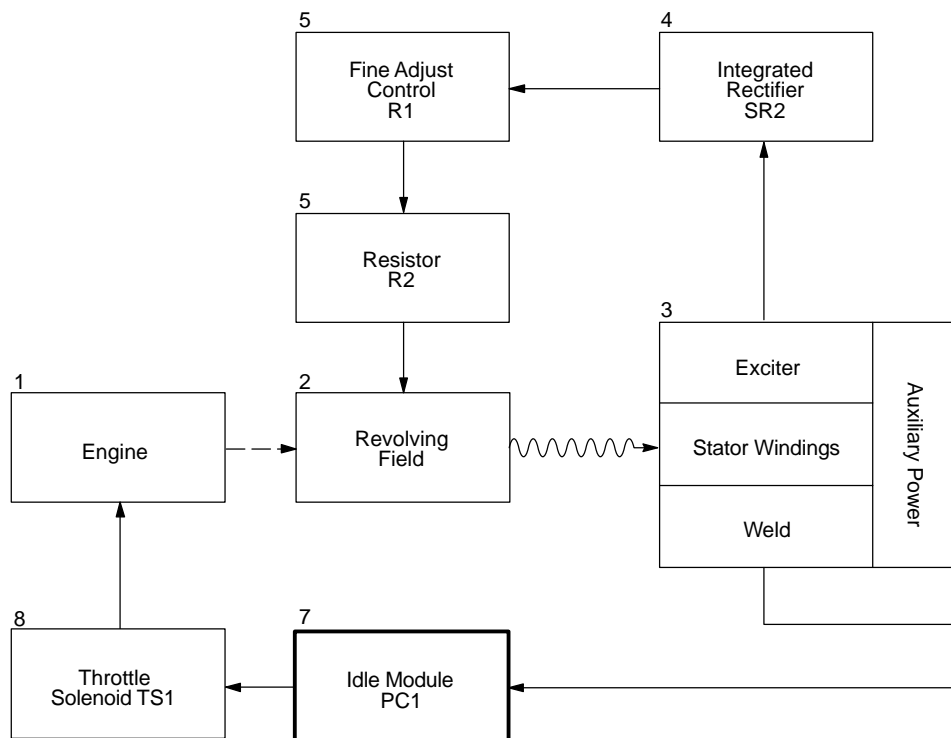 5
Fine Adjust
Control
R1
4
Integrated
Rectifier
SR2
5
Resistor
R2
3
Exciter
Stator Windings
Weld
Auxiliary Power
1
Engine
2
Revolving
Field
8
Throttle
Solenoid TS1
7
Idle Module
PC1